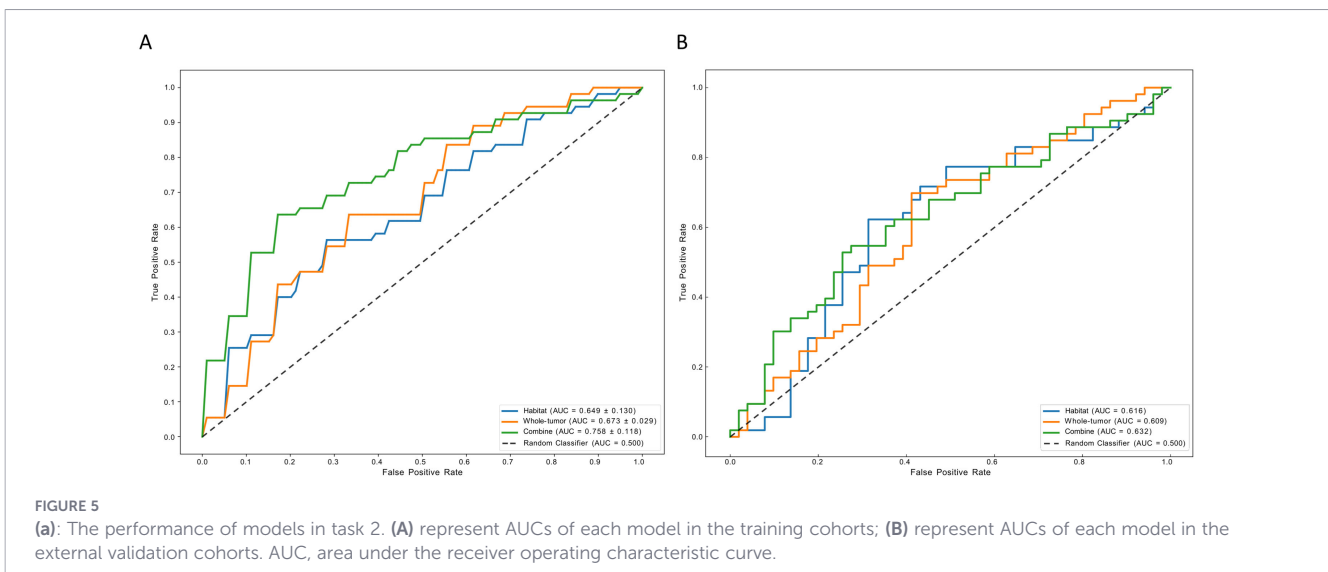 A
B
1.0
0.9
0.8
0.7
0.6
0.5
0.4
0.3
0.2
0.1
0.0
True Positive Rate
0.0 0.1 0.2 0.3 0.4 0.5 0.6 0.7 0.8 0.9 1.0
False Positive Rate
Habitat (AUC = 0.649 ± 0.130)
Whole-tumor (AUC = 0.673 ± 0.029)
Combine (AUC = 0.758 ± 0.118)
Random Classifier (AUC = 0.500)
1.0
0.8
0.6
0.4
0.2
0.0
True Positive Rate
0.0 0.2 0.4 0.6 0.8 1.0
False Positive Rate
Habitat (AUC = 0.616)
Whole-tumor (AUC = 0.609)
Combine (AUC = 0.632)
Random Classifier (AUC = 0.500)
FIGURE 5
(a): The performance of models in task 2. (A) represent AUCs of each model in the training cohorts; (B) represent AUCs of each model in the
external validation cohorts. AUC, area under the receiver operating characteristic curve.